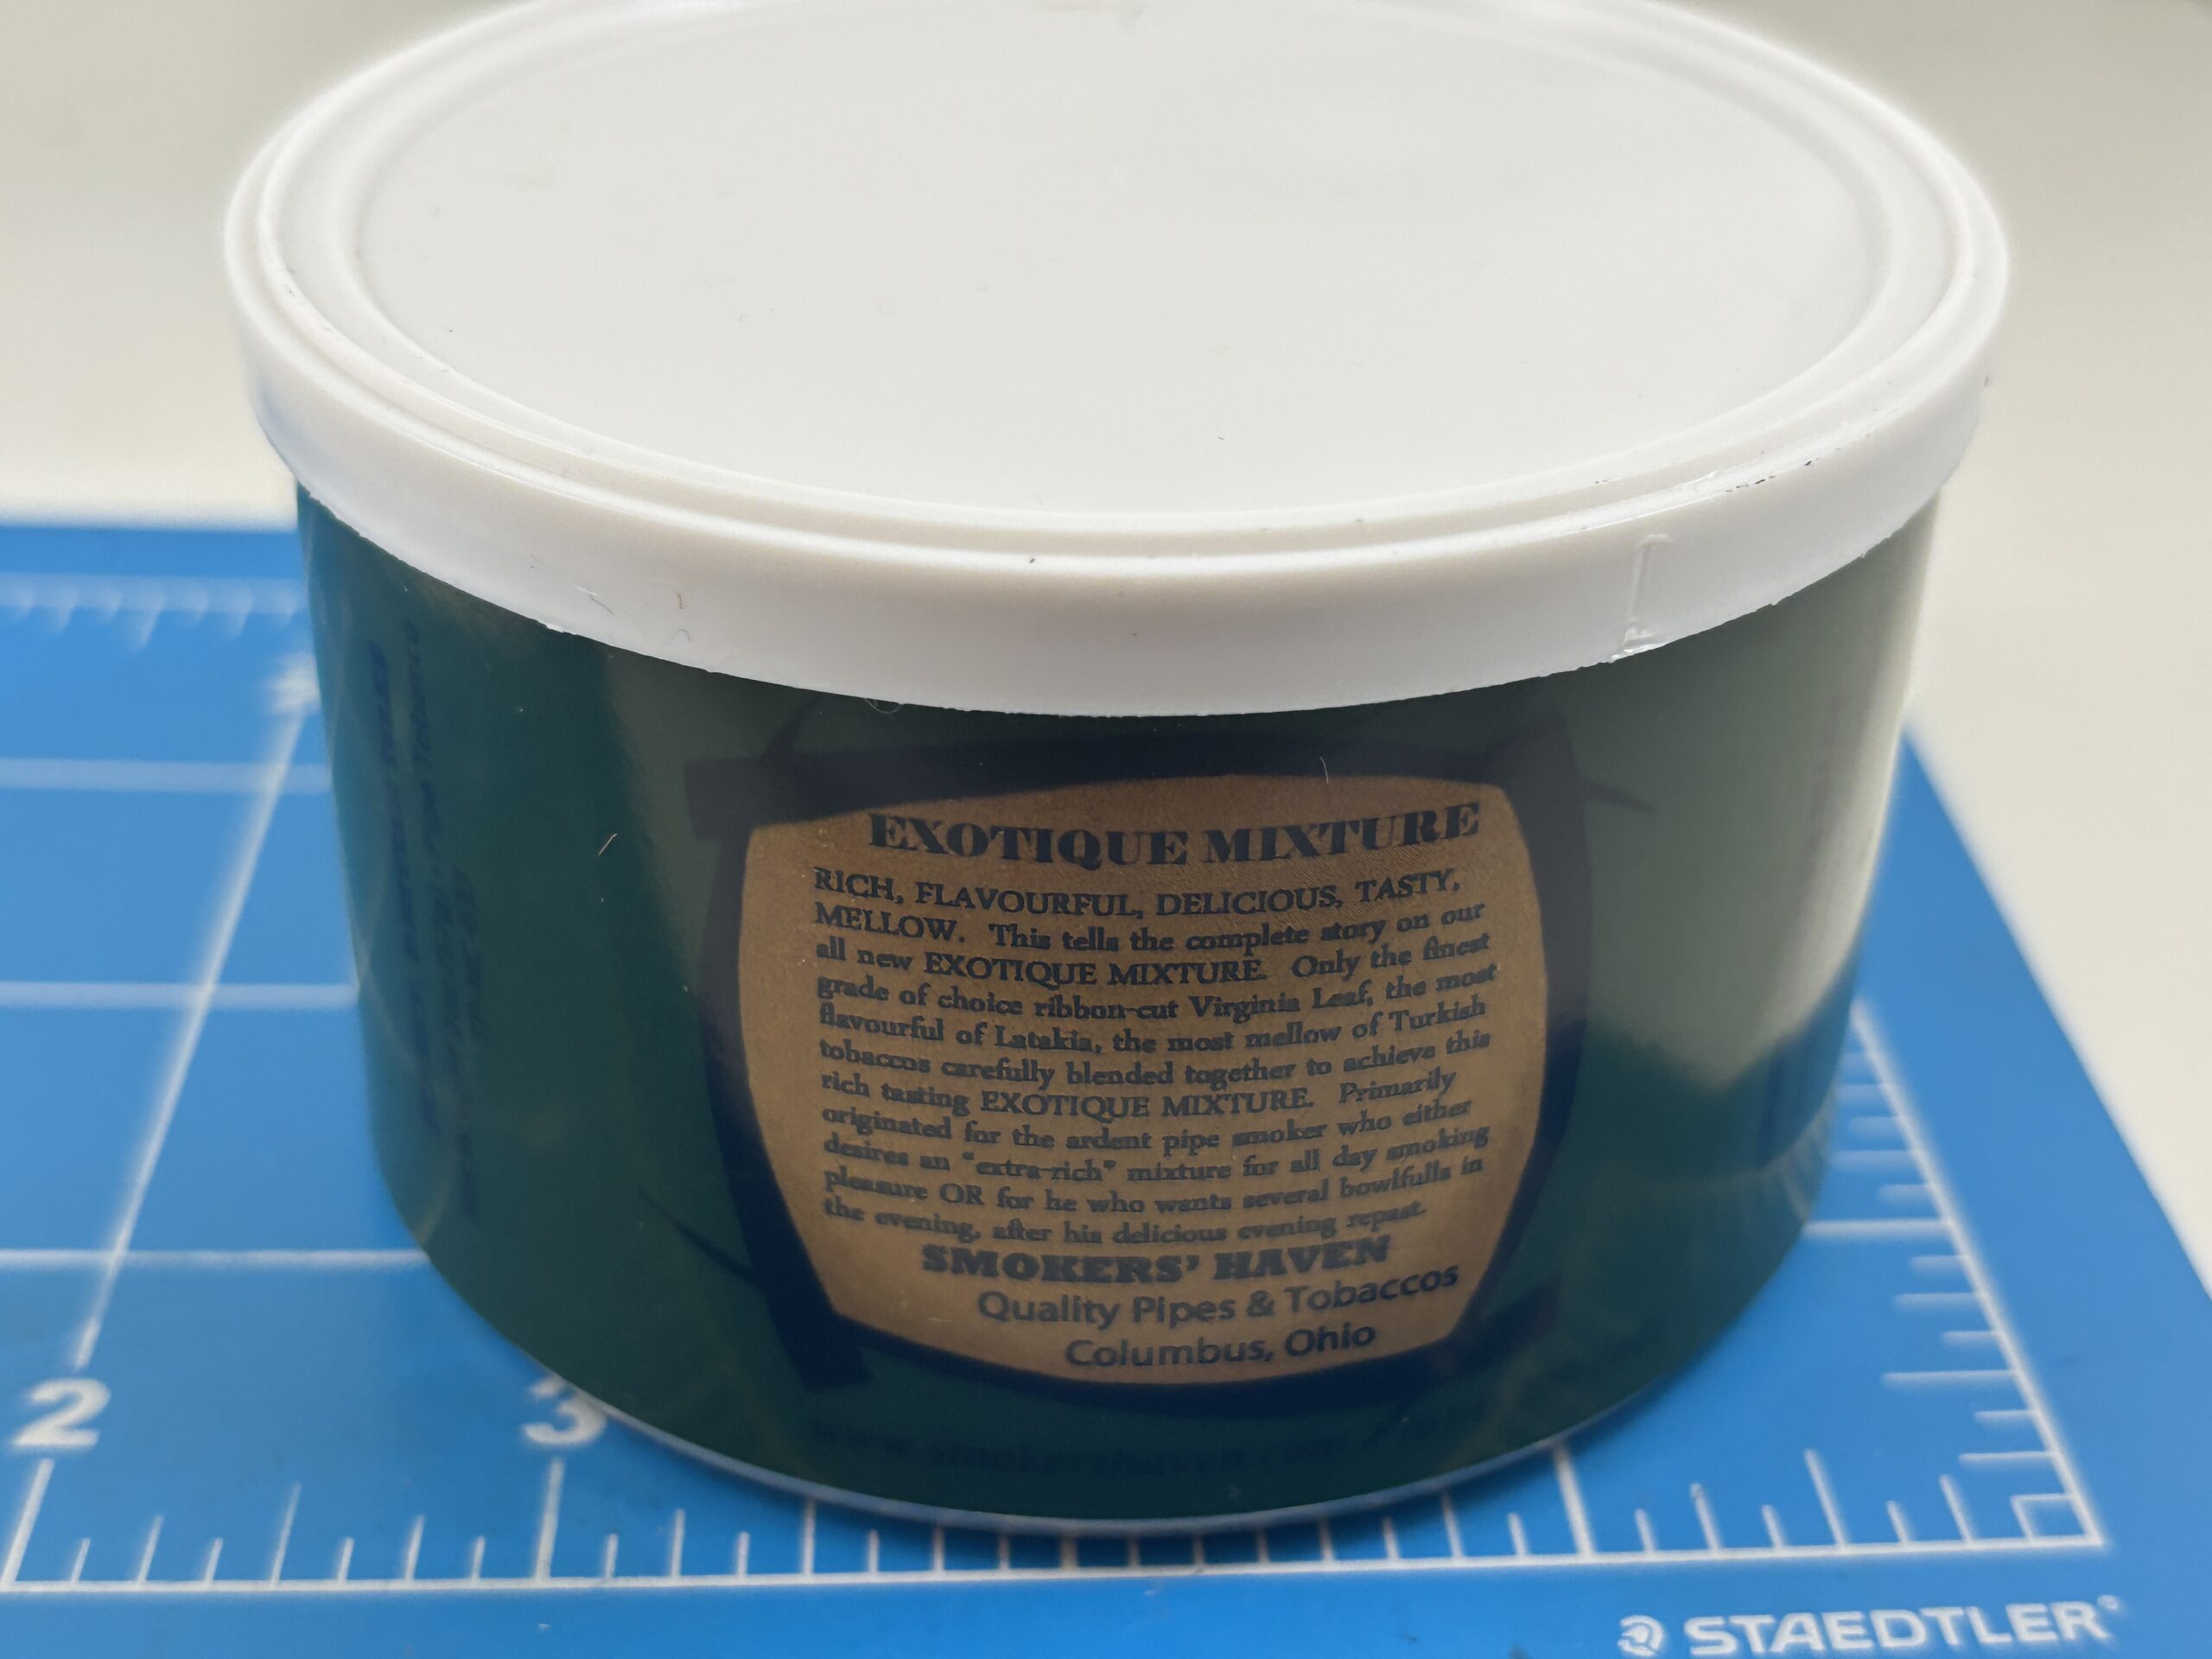 EXOTIQUE MIXTURE
RICH, FLAVOURFUL, DELICIOUS, TASTY,
MELLOW. This tells the complete story on our
all new EXOTIQUE MIXTURE. Only the finest
grade of choice ribbon-cut Virginia Leaf, the most
flavourful of Latakia, the most mellow of Turkish
tobaccos carefully blended together to achieve this
rich tasting EXOTIQUE MIXTURE. Primarily
originated for the ardent pipe smoker who either
desires an "extra-rich" mixture for all day smoking
pleasure OR for he who wants several bowlfulls in
the evening, after his delicious evening repast.
SMOKERS' HAVEN
Quality Pipes & Tobaccos
Columbus, Ohio
www.smokershaven.com
2
3
STAEDTLER